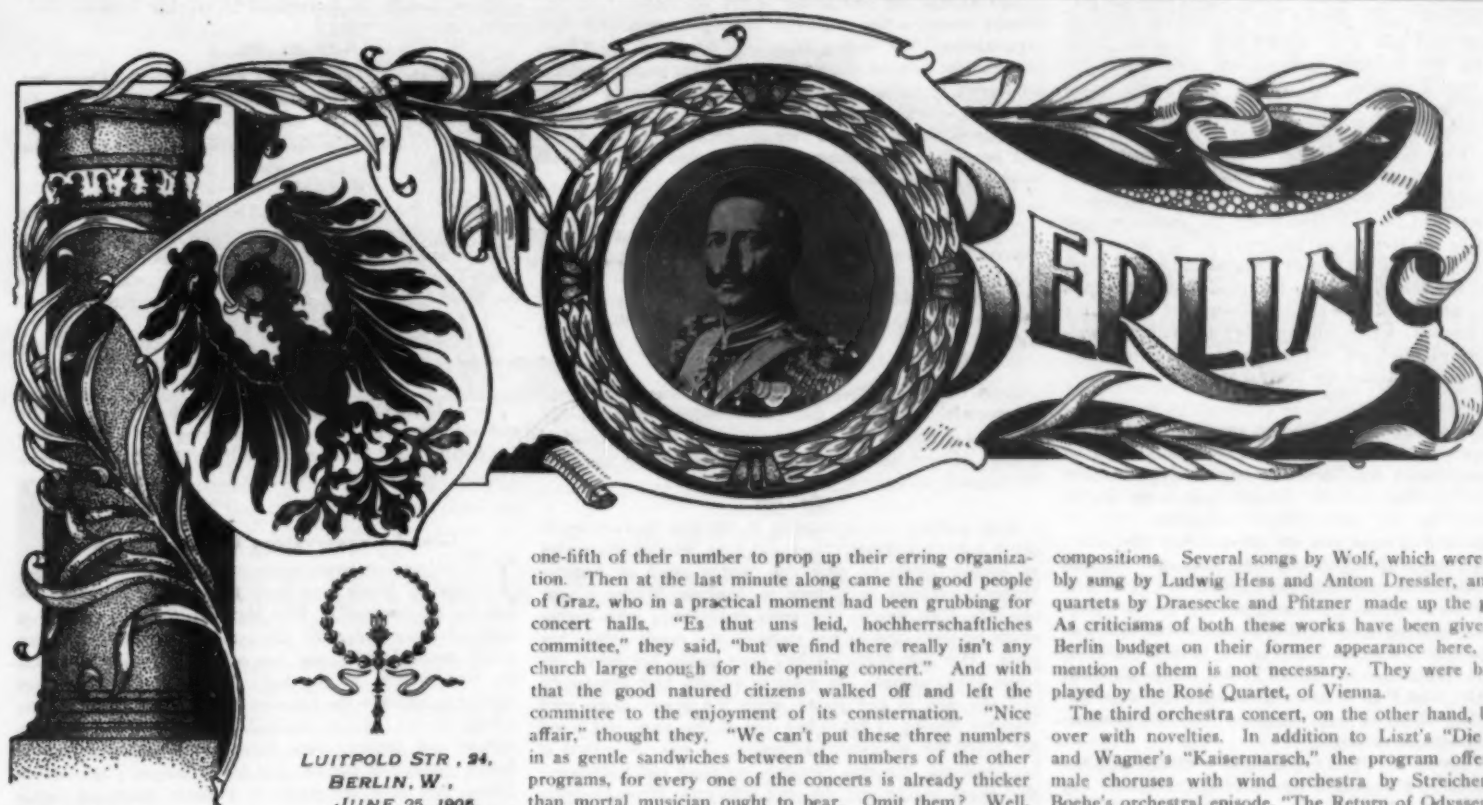 BERLIN
LUITPOLD STR., 24,
BERLIN, W.,
JUNE 25, 1905
one-fifth of their number to prop up their erring organiza-
tion. Then at the last minute along came the good people
of Graz, who in a practical moment had been grubbing for
concert halls. "Es thut uns leid, hochherrschaftliches
committee," they said, "but we find there really isn't any
church large enough for the opening concert." And with
that the good natured citizens walked off and left the
committee to the enjoyment of its consternation. "Nice
affair," thought they. "We can't put these three numbers
in as gentle sandwiches between the numbers of the other
programs, for every one of the concerts is already thicker
than mortal musician ought to bear. Omit them? Well,
compositions. Several songs by Wolf, which were
bly sung by Ludwig Hess and Anton Dressler, an
quartets by Draesecke and Pfitzner made up the
As criticisms of both these works have been give
Berlin budget on their former appearance here,
mention of them is not necessary. They were
played by the Rosé Quartet, of Vienna.
The third orchestra concert, on the other hand,
over with novelties. In addition to Liszt's "Die
and Wagner's "Kaisermarsch," the program offe
male choruses with wind orchestra by Streicher
Boehe's orchestral episode, "The Return of